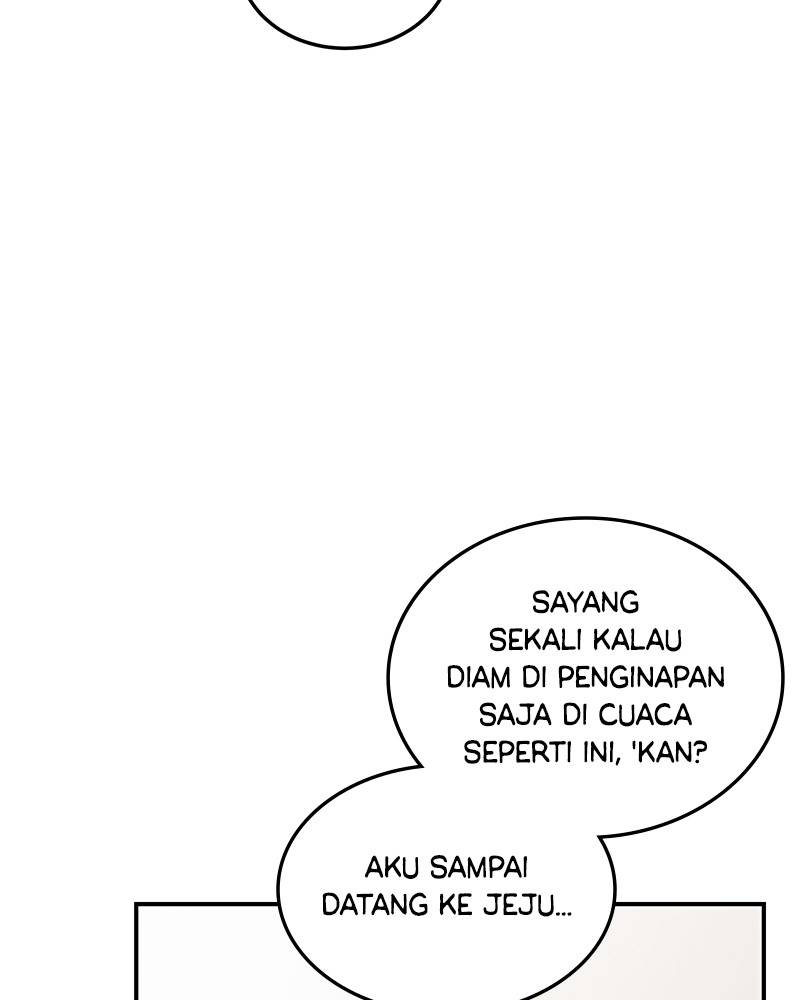 SAYANG
SEKALI KALAU
DIAM DI PENGINAPAN
SAJA DI CUACA
SEPERTI INI, 'KAN?
AKU SAMPAI
DATANG KE JEJU...